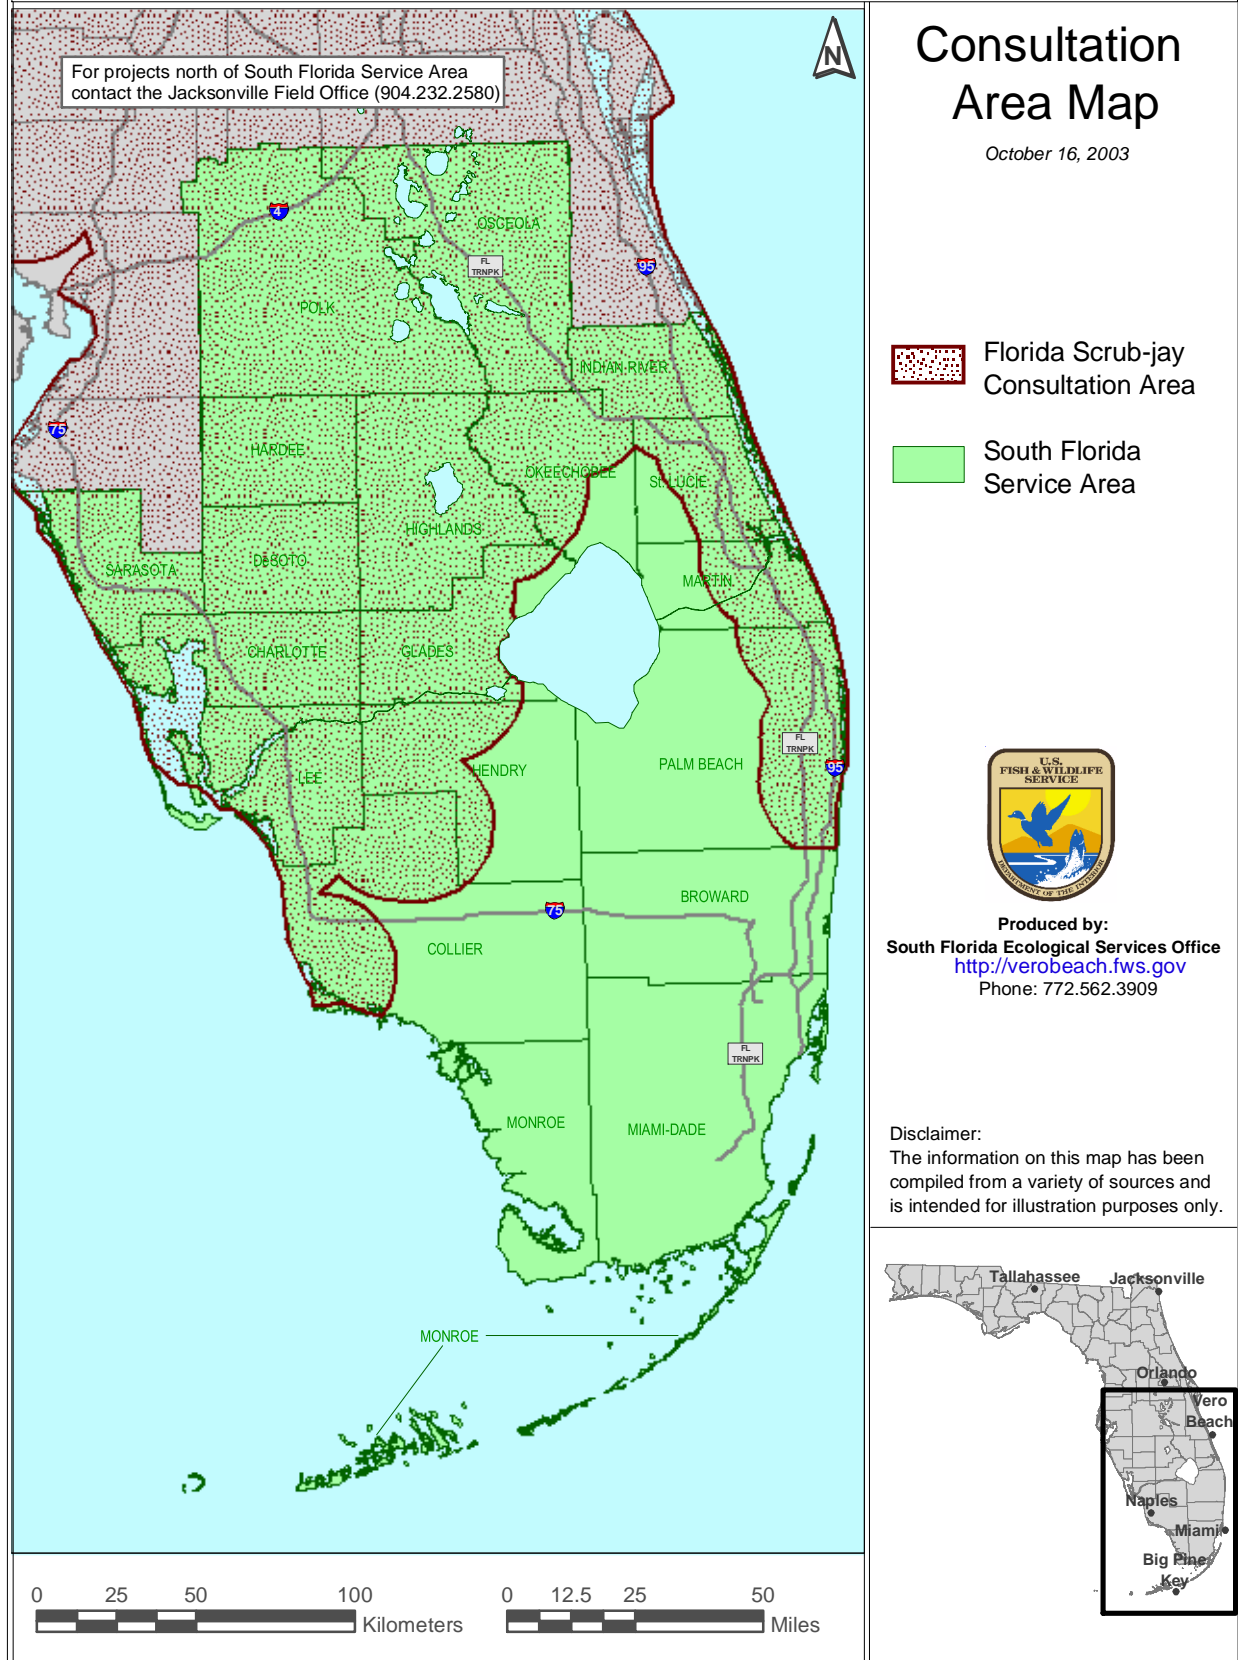 For projects north of South Florida Service Area
contact the Jacksonville Field Office (904.232.2580)
N
4
OSCEOLA
FL
TRNPK
95
POLK
INDIAN RIVER
75
HARDEE
OKEECHOBEE
St. LUCIE
HIGHLANDS
SARASOTA
DeSOTO
MARTIN
CHARLOTTE
GLADES
FL
TRNPK
LEE
HENDRY
PALM BEACH
95
BROWARD
75
COLLIER
FL
TRNPK
MONROE
MIAMI-DADE
MONROE
0 25 50 100
Kilometers
0 12.5 25 50
Miles
Consultation
Area Map
October 16, 2003
Florida Scrub-jay
Consultation Area
South Florida
Service Area
U.S.
FISH & WILDLIFE
SERVICE
DEPARTMENT OF THE INTERIOR
Produced by:
South Florida Ecological Services Office
http://verobeach.fws.gov
Phone: 772.562.3909
Disclaimer:
The information on this map has been
compiled from a variety of sources and
is intended for illustration purposes only.
Tallahassee
Jacksonville
Orlando
Vero
Beach
Naples
Miami
Big Pine
Key